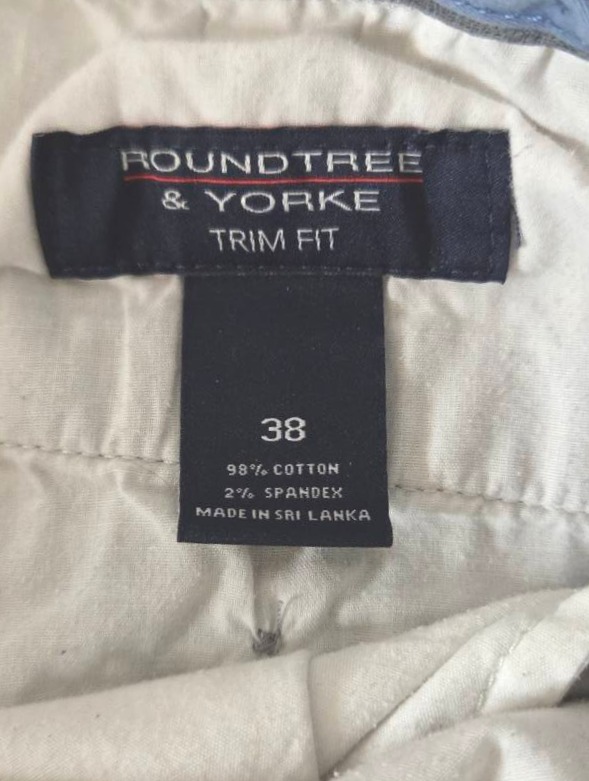 ROUNDTREE
& YORKE
TRIM FIT
38
98% COTTON
2% SPANDEX
MADE IN SRI LANKA